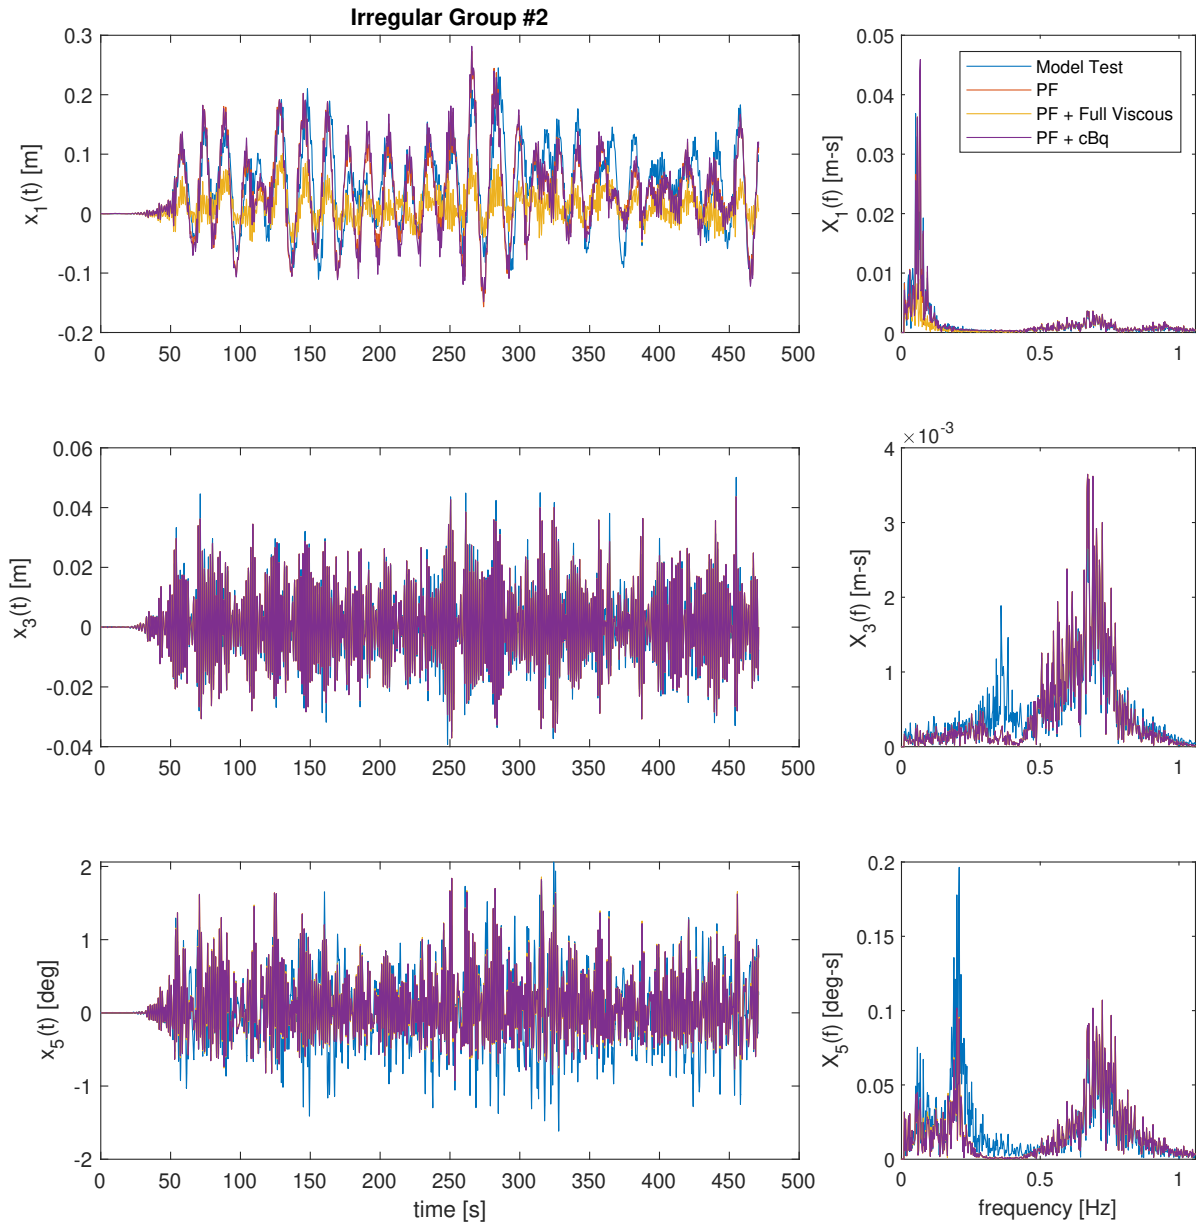 Irregular Group #2
x1(t) [m]
0.3
0.2
0.1
0
-0.1
-0.2
0 50 100 150 200 250 300 350 400 450 500
X1(f) [m-s]
0.05
0.04
0.03
0.02
0.01
0
0 0.5 1
Model Test
PF
PF + Full Viscous
PF + cBq
x3(t) [m]
0.06
0.04
0.02
0
-0.02
-0.04
0 50 100 150 200 250 300 350 400 450 500
×10-3
X3(f) [m-s]
4
3
2
1
0
0 0.5 1
x5(t) [deg]
2
1
0
-1
-2
0 50 100 150 200 250 300 350 400 450 500
time [s]
X5(f) [deg-s]
0.2
0.15
0.1
0.05
0
0 0.5 1
frequency [Hz]